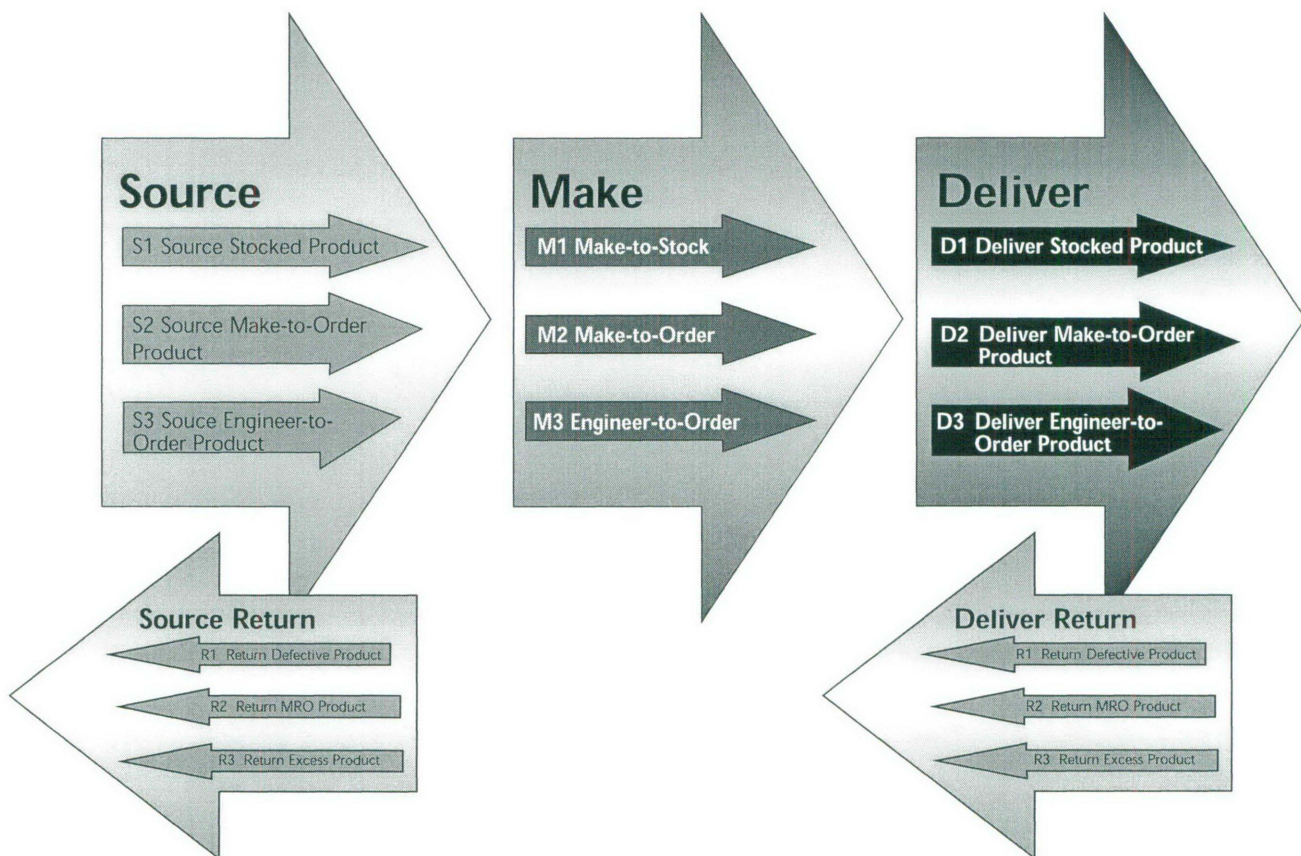 Source
S1 Source Stocked Product
S2 Source Make-to-Order
Product
S3 Souce Engineer-to-
Order Product
Make
M1 Make-to-Stock
M2 Make-to-Order
M3 Engineer-to-Order
Deliver
D1 Deliver Stocked Product
D2 Deliver Make-to-Order
Product
D3 Deliver Engineer-to-
Order Product
Source Return
R1 Return Defective Product
R2 Return MRO Product
R3 Return Excess Product
Deliver Return
R1 Return Defective Product
R2 Return MRO Product
R3 Return Excess Product